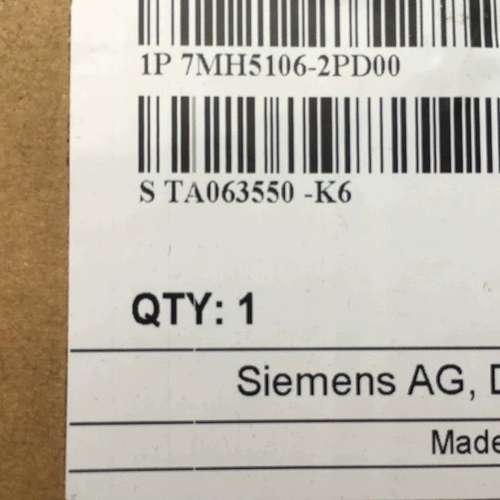 1P 7MH5106-2PD00
S TA063550 -K6
QTY: 1
Siemens AG,
Made